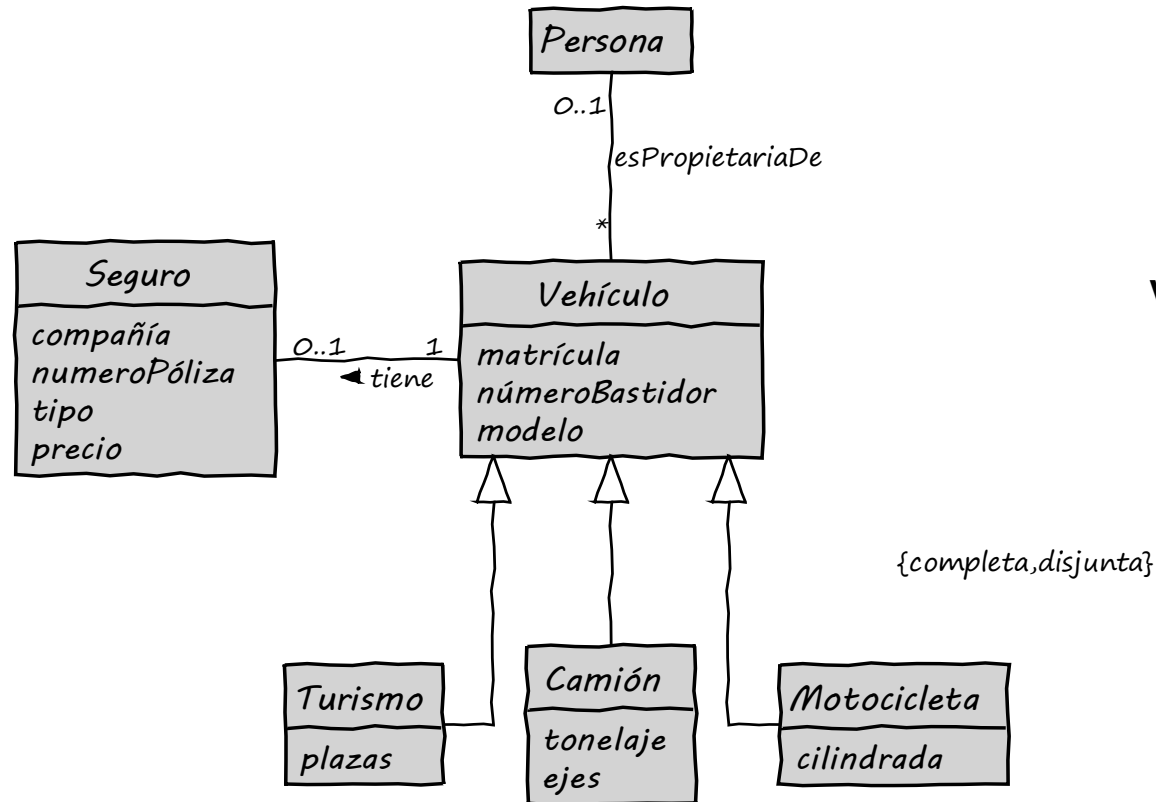 Persona
0..1
esPropietariaDe
*
Seguro
compañía
numeroPóliza
tipo
precio
0..1 1
tiene
Vehículo
matrícula
númeroBastidor
modelo
{completa,disjunta}
Turismo
plazas
Camión
tonelaje
ejes
Motocicleta
cilindrada